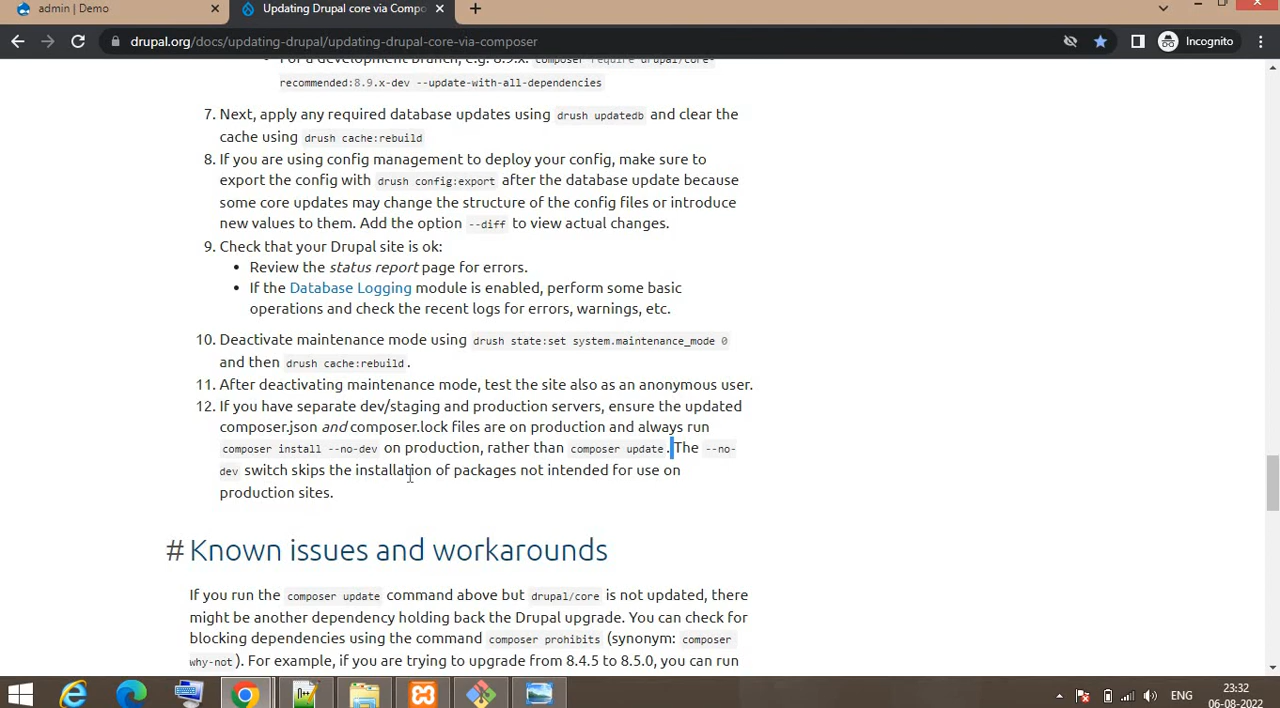 admin | Demo
Updating Drupal core via Compo
drupal.org/docs/updating-drupal/updating-drupal-core-via-composer
Incognito
For a development branch, e.g. 8.9.x: composer require drupal/core-
recommended:8.9.x-dev --update-with-all-dependencies
7. Next, apply any required database updates using drush updatedb and clear the
cache using drush cache:rebuild
8. If you are using config management to deploy your config, make sure to
export the config with drush config:export after the database update because
some core updates may change the structure of the config files or introduce
new values to them. Add the option --diff to view actual changes.
9. Check that your Drupal site is ok:
• Review the status report page for errors.
• If the Database Logging module is enabled, perform some basic
operations and check the recent logs for errors, warnings, etc.
10. Deactivate maintenance mode using drush state:set system.maintenance_mode 0
and then drush cache:rebuild.
11. After deactivating maintenance mode, test the site also as an anonymous user.
12. If you have separate dev/staging and production servers, ensure the updated
composer.json and composer.lock files are on production and always run
composer install --no-dev on production, rather than composer update. The --no-
dev switch skips the installation of packages not intended for use on
production sites.
# Known issues and workarounds
If you run the composer update command above but drupal/core is not updated, there
might be another dependency holding back the Drupal upgrade. You can check for
blocking dependencies using the command composer prohibits (synonym: composer
why-not). For example, if you are trying to upgrade from 8.4.5 to 8.5.0, you can run
ENG
23:32
06-08-2022